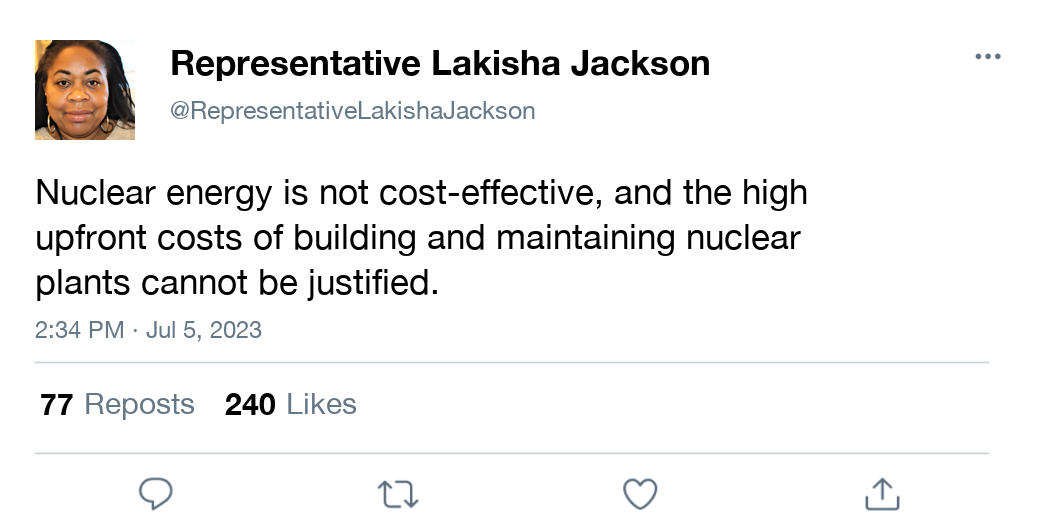 Representative Lakisha Jackson
@RepresentativeLakishaJackson
Nuclear energy is not cost-effective, and the high
upfront costs of building and maintaining nuclear
plants cannot be justified.
2:34 PM · Jul 5, 2023
77 Reposts 240 Likes